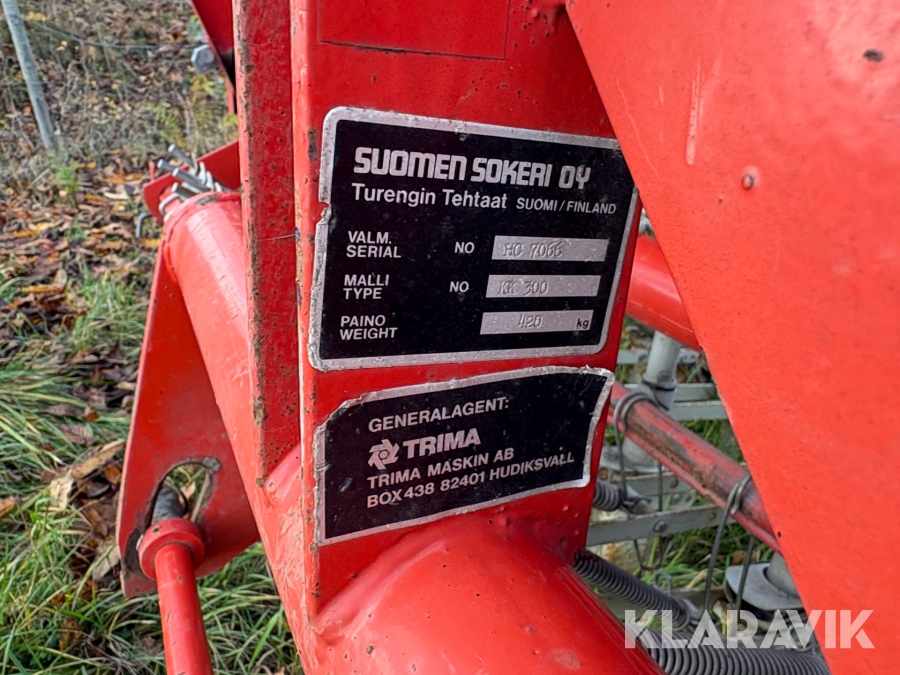 SUOMEN SOKERI OY
Turengin Tehtaat SUOMI/FINLAND
VALM. SERIAL NO HC 7066
MALLI TYPE NO KK 300
PAINO WEIGHT 420 kg
GENERALAGENT:
TRIMA
TRIMA MASKIN AB
BOX 438 82401 HUDIKSVALL
KLARAVIK